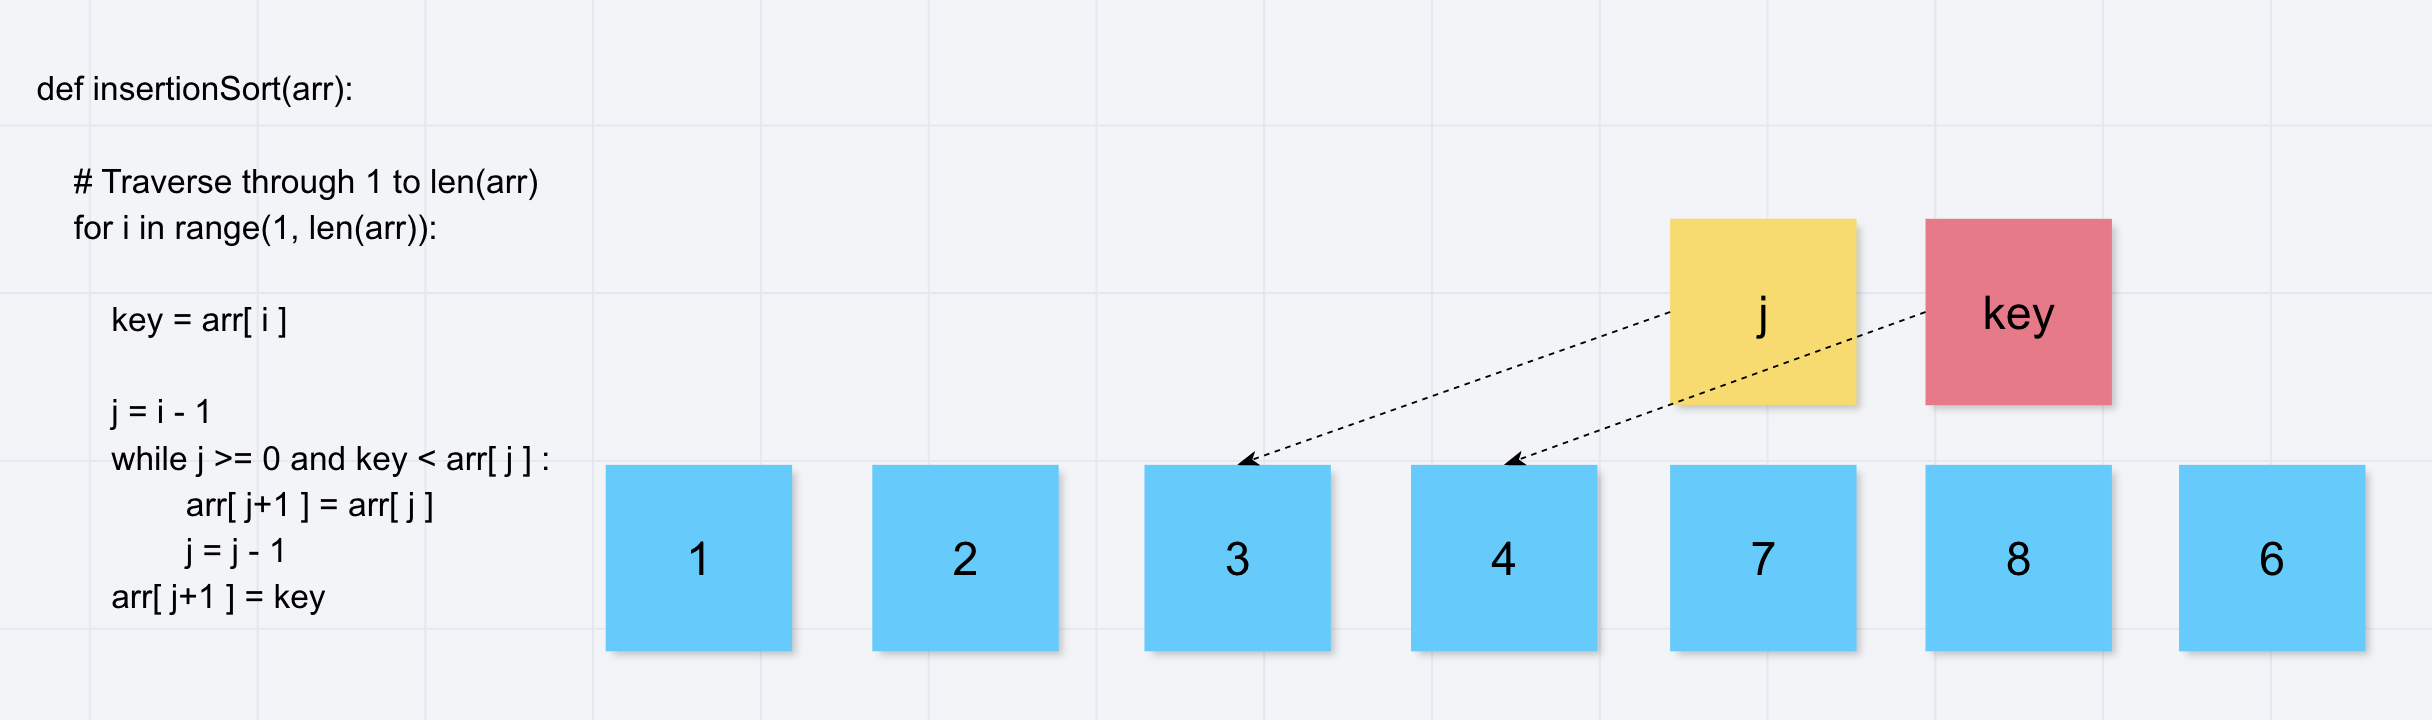 def insertionSort(arr):
# Traverse through 1 to len(arr)
for i in range(1, len(arr)):
key = arr[ i ]
j = i - 1
while j >= 0 and key < arr[ j ] :
arr[ j+1 ] = arr[ j ]
j = j - 1
arr[ j+1 ] = key
j
key
1
2
3
4
7
8
6